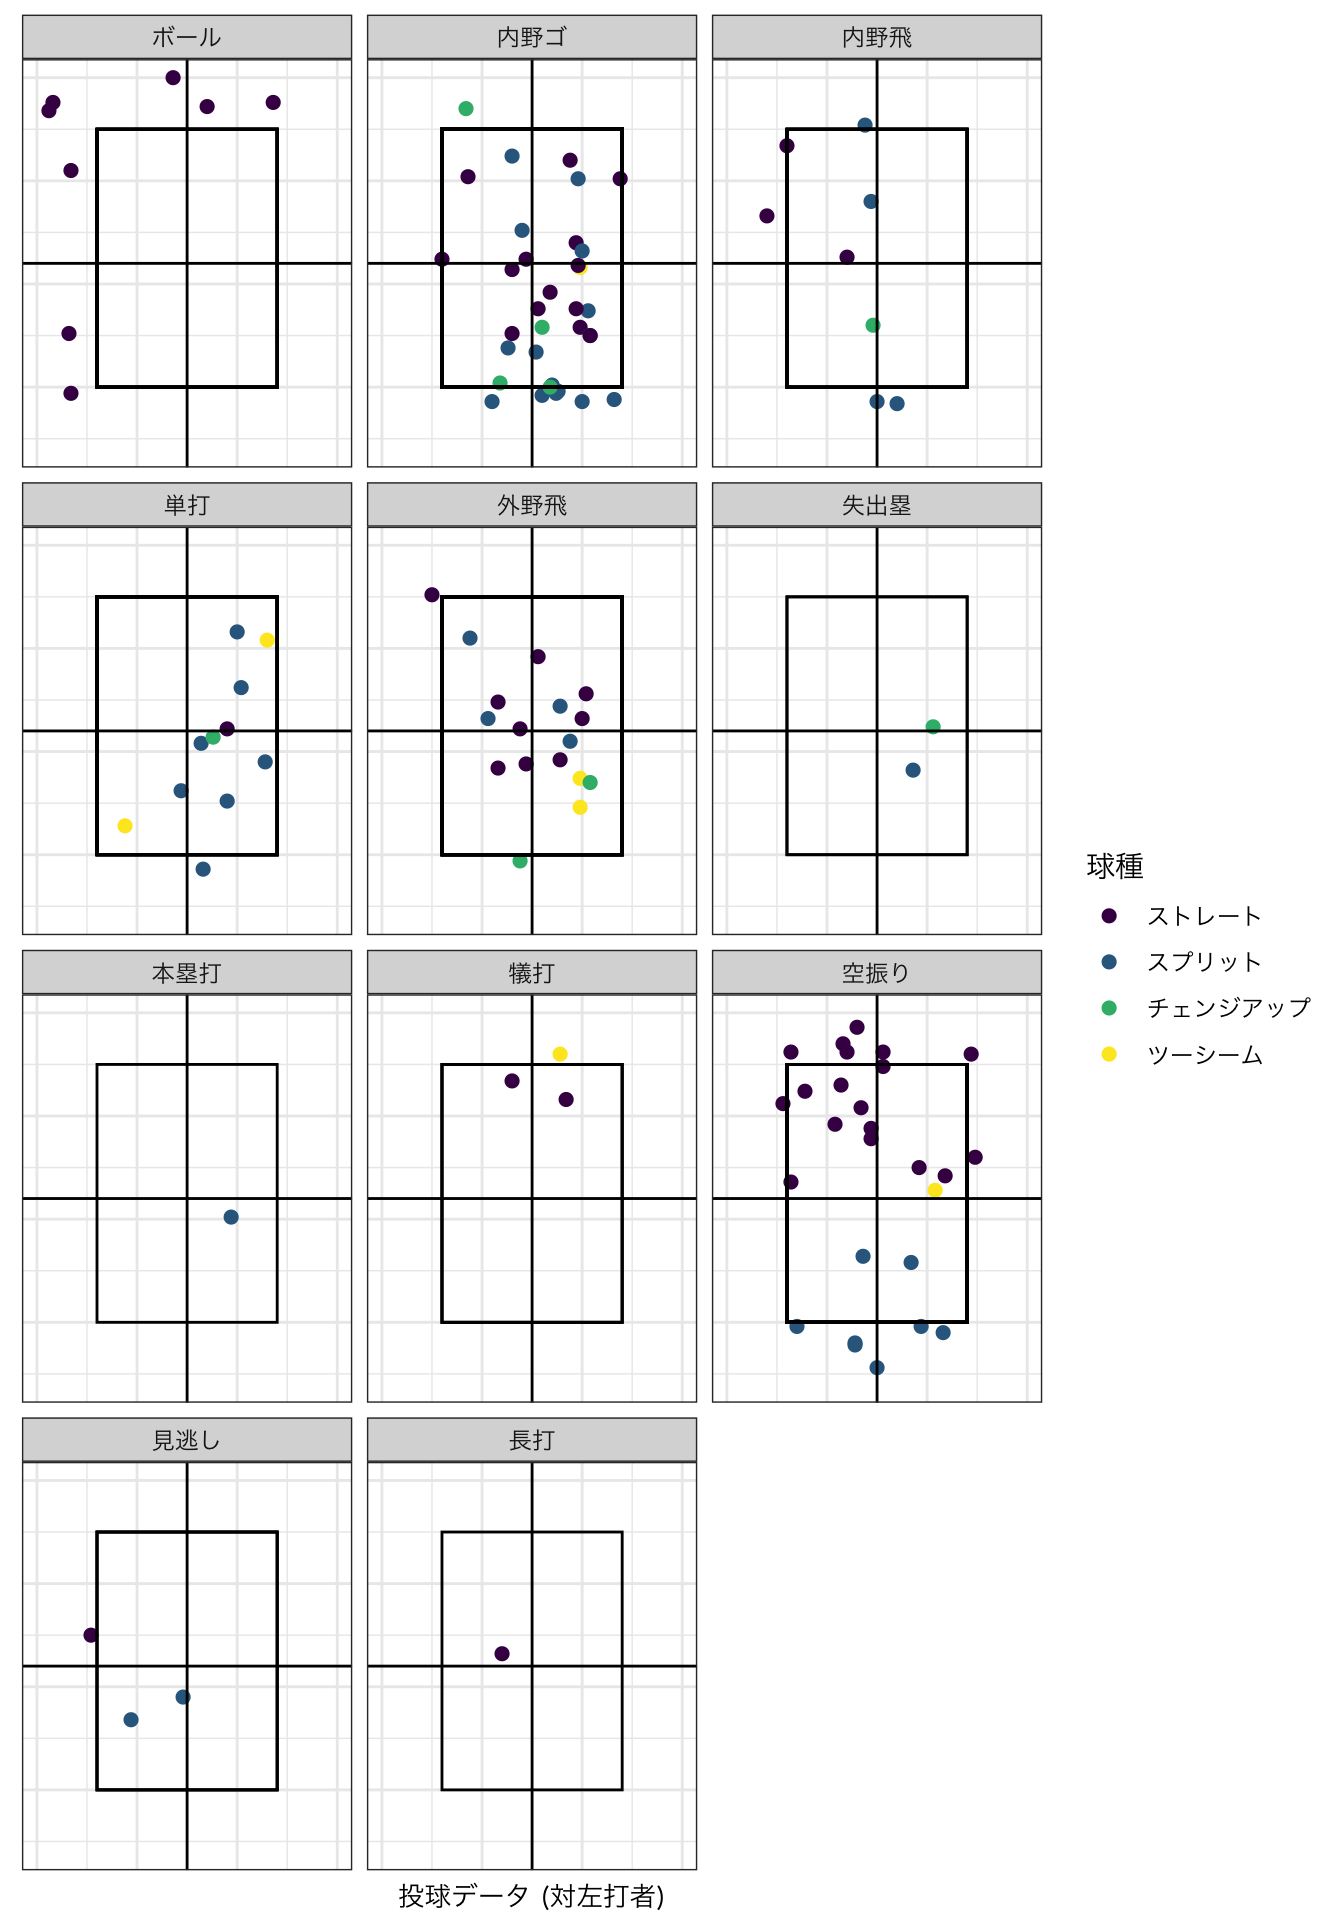 ボール
内野ゴ
内野飛
単打
外野飛
失出塁
本塁打
犠打
空振り
見逃し
長打
球種
ストレート
スプリット
チェンジアップ
ツーシーム
投球データ (対左打者)